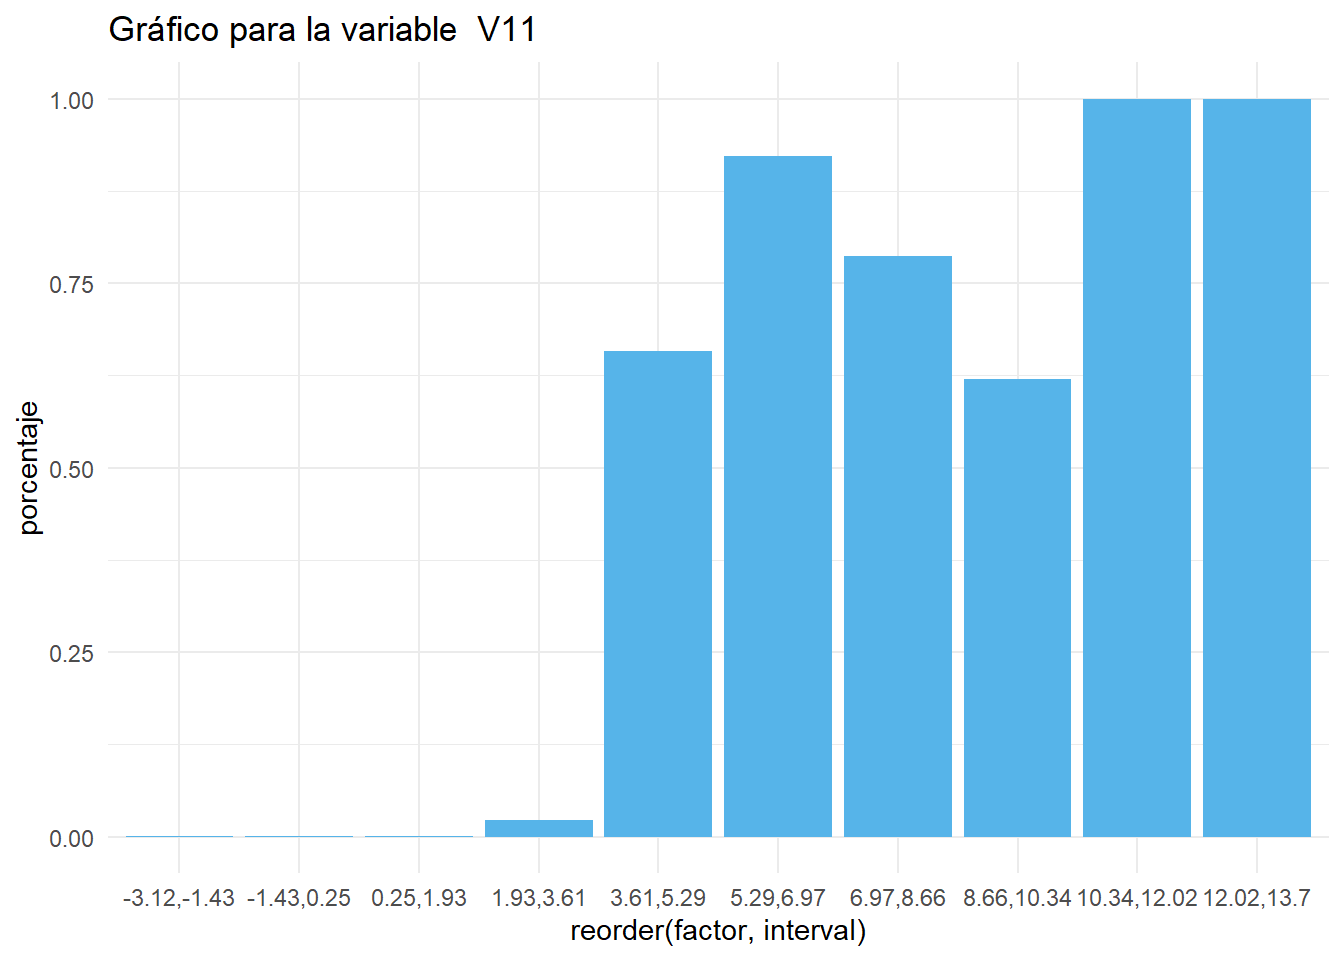 Gráfico para la variable  V11
1.00
0.75
0.50
0.25
0.00
porcentaje
-3.12,-1.43 -1.43,0.25 0.25,1.93 1.93,3.61 3.61,5.29 5.29,6.97 6.97,8.66 8.66,10.34 10.34,12.02 12.02,13.7
reorder(factor, interval)